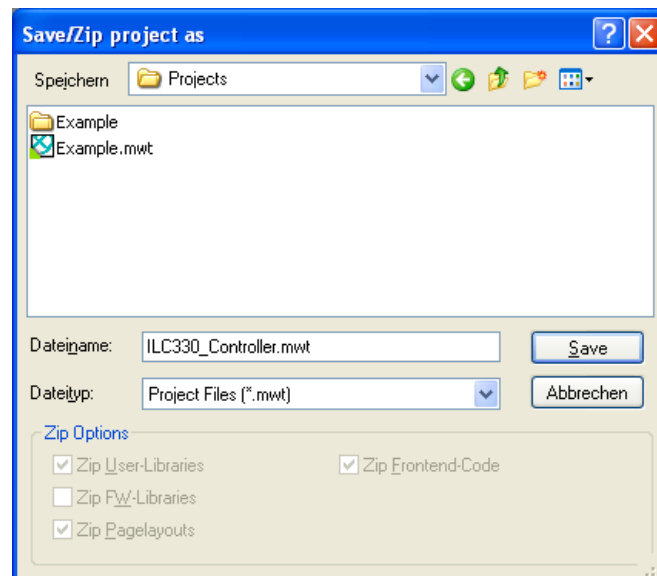 Save/Zip project as
Speichern Projects
Example
Example.mwt
Dateiname: ILC330_Controller.mwt Save
Dateityp: Project Files (*.mwt) Abbrechen
Zip Options
Zip User-Libraries Zip Frontend-Code
Zip FW-Libraries
Zip Pagelayouts